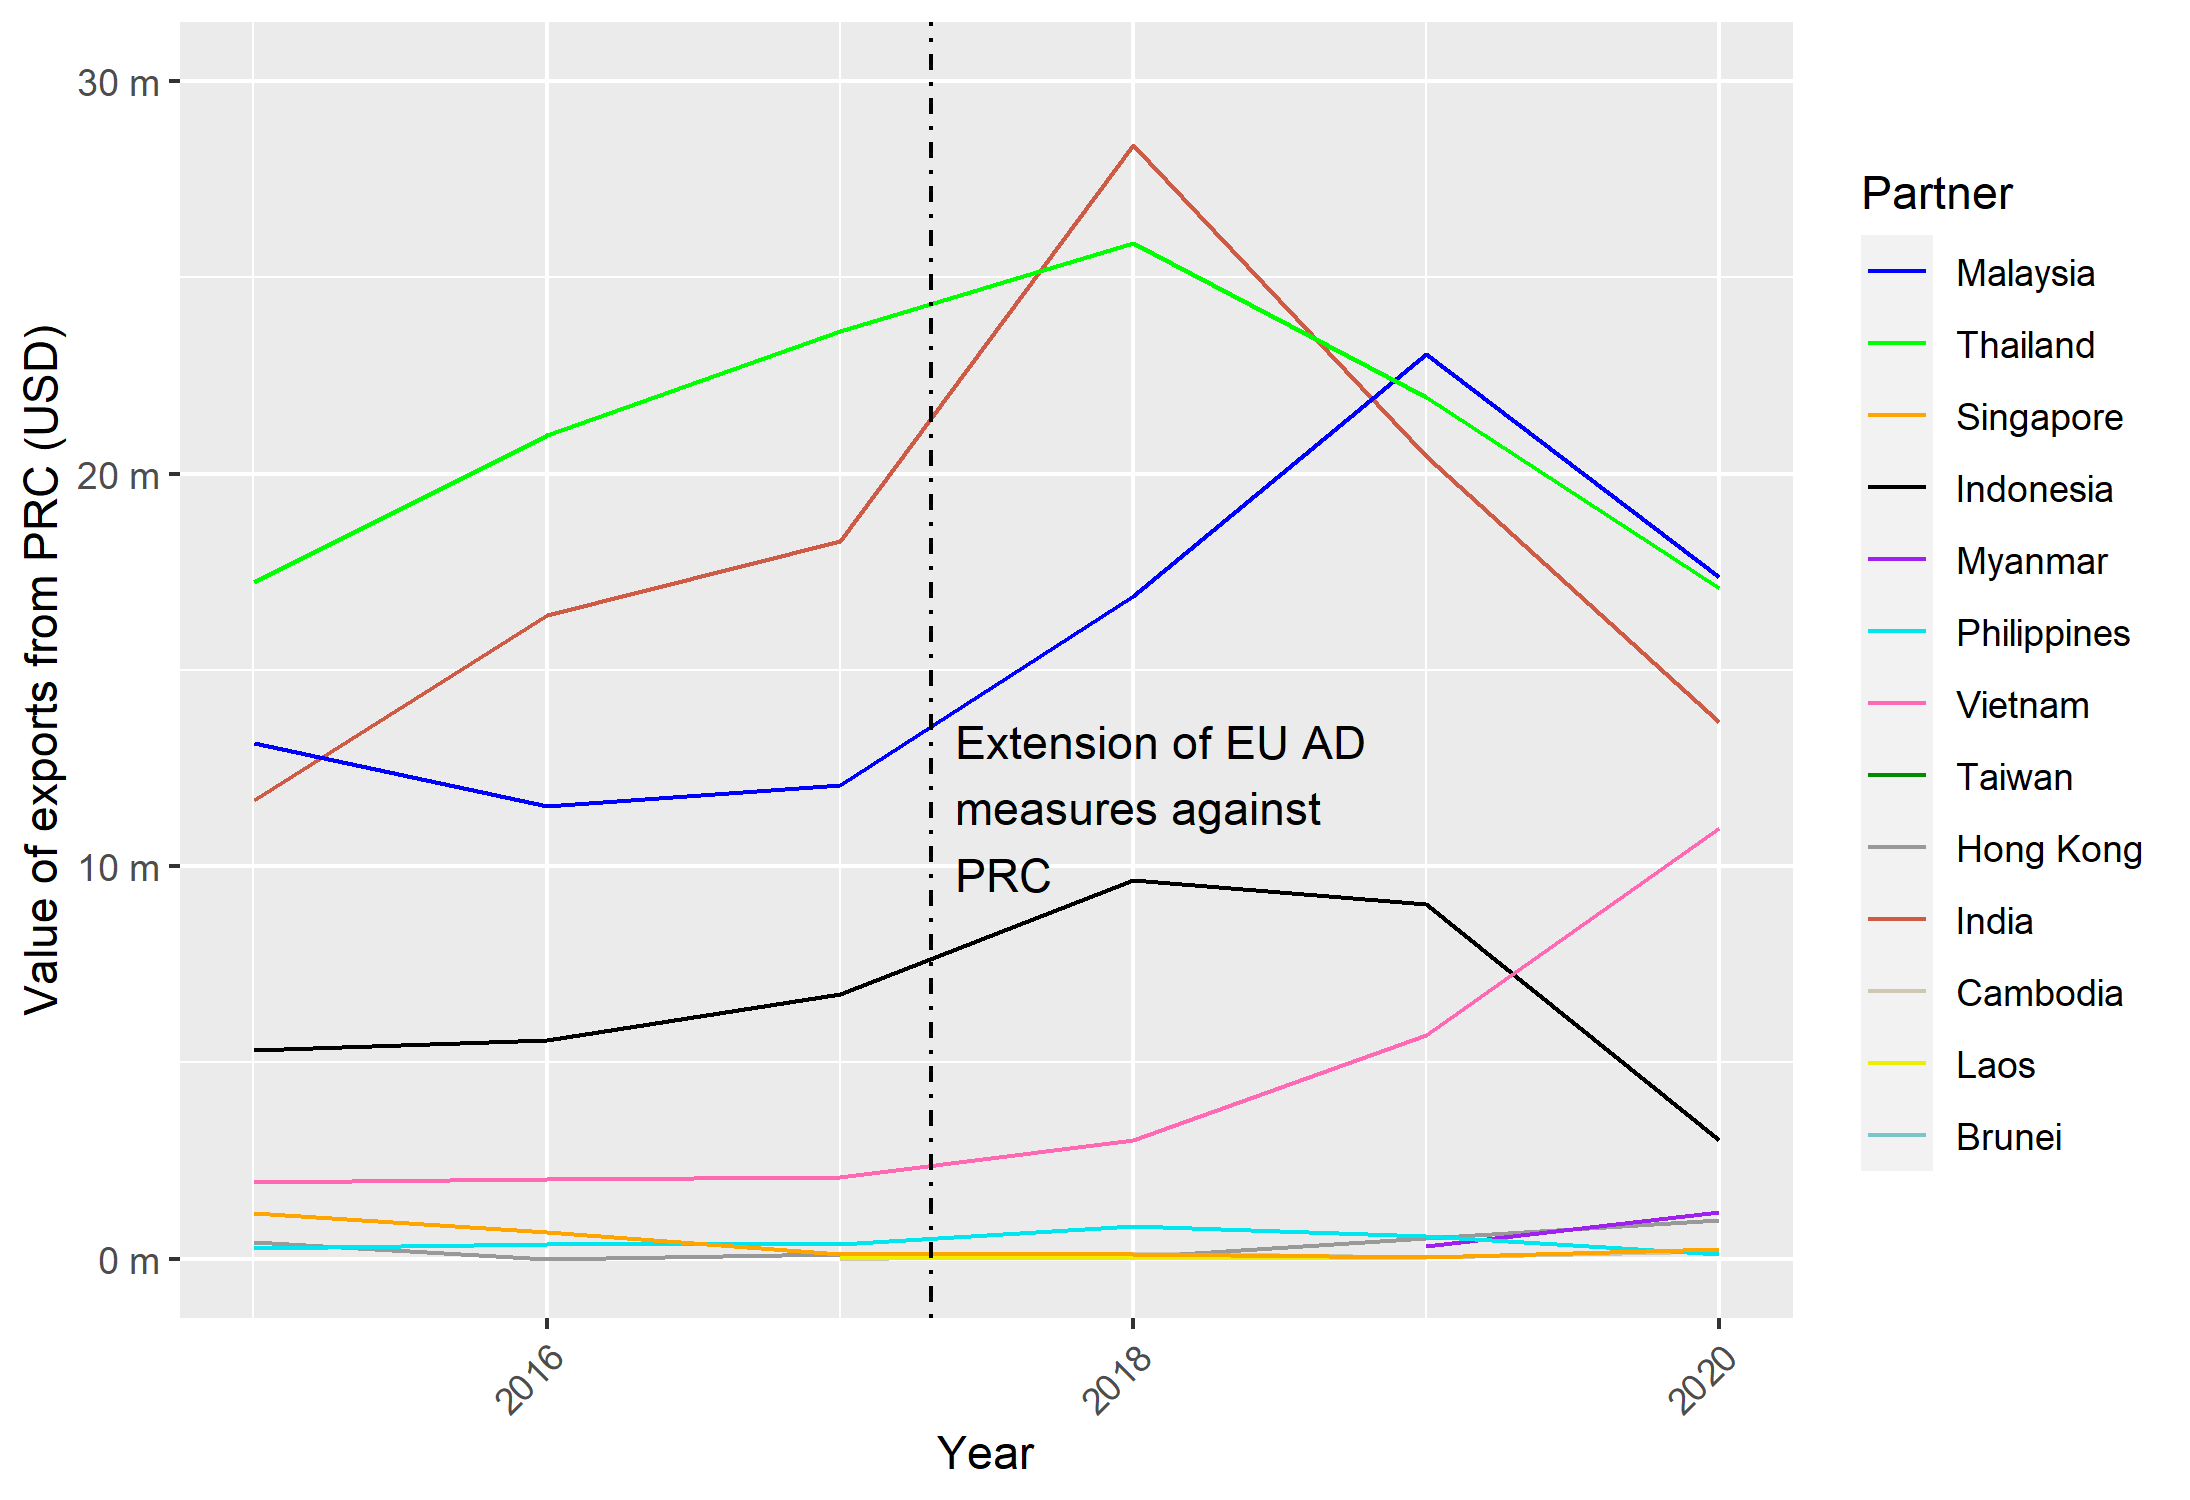 30 m
20 m
10 m
0 m
Value of exports from PRC (USD)
Extension of EU AD
measures against
PRC
2016
2018
2020
Year
Partner
Malaysia
Thailand
Singapore
Indonesia
Myanmar
Philippines
Vietnam
Taiwan
Hong Kong
India
Cambodia
Laos
Brunei